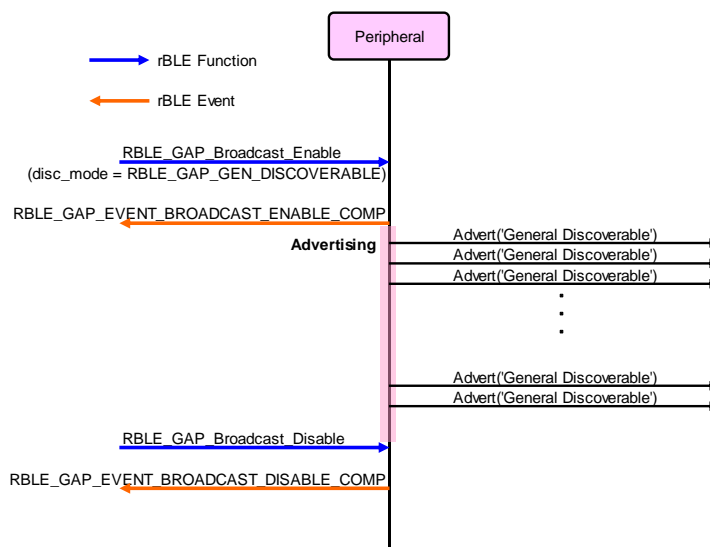 Peripheral
rBLE Function
rBLE Event
RBLE_GAP_Broadcast_Enable
(disc_mode = RBLE_GAP_GEN_DISCOVERABLE)
RBLE_GAP_EVENT_BROADCAST_ENABLE_COMP
Advertising
Advert('General Discoverable')
Advert('General Discoverable')
Advert('General Discoverable')
Advert('General Discoverable')
Advert('General Discoverable')
RBLE_GAP_Broadcast_Disable
RBLE_GAP_EVENT_BROADCAST_DISABLE_COMP